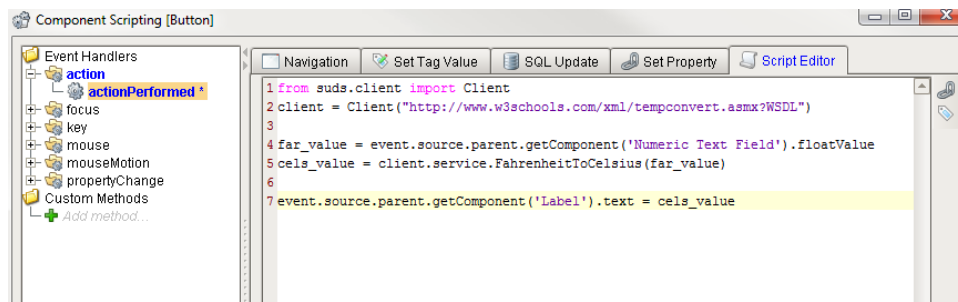 Component Scripting [Button]
Event Handlers
action
actionPerformed *
focus
key
mouse
mouseMotion
propertyChange
Custom Methods
Add method...
Navigation Set Tag Value SQL Update Set Property Script Editor
1 from suds.client import Client
2 client = Client("http://www.w3schools.com/xml/tempconvert.asmx?WSDL")
3
4 far_value = event.source.parent.getComponent('Numeric Text Field').floatValue
5 cels_value = client.service.FahrenheitToCelsius(far_value)
6
7 event.source.parent.getComponent('Label').text = cels_value